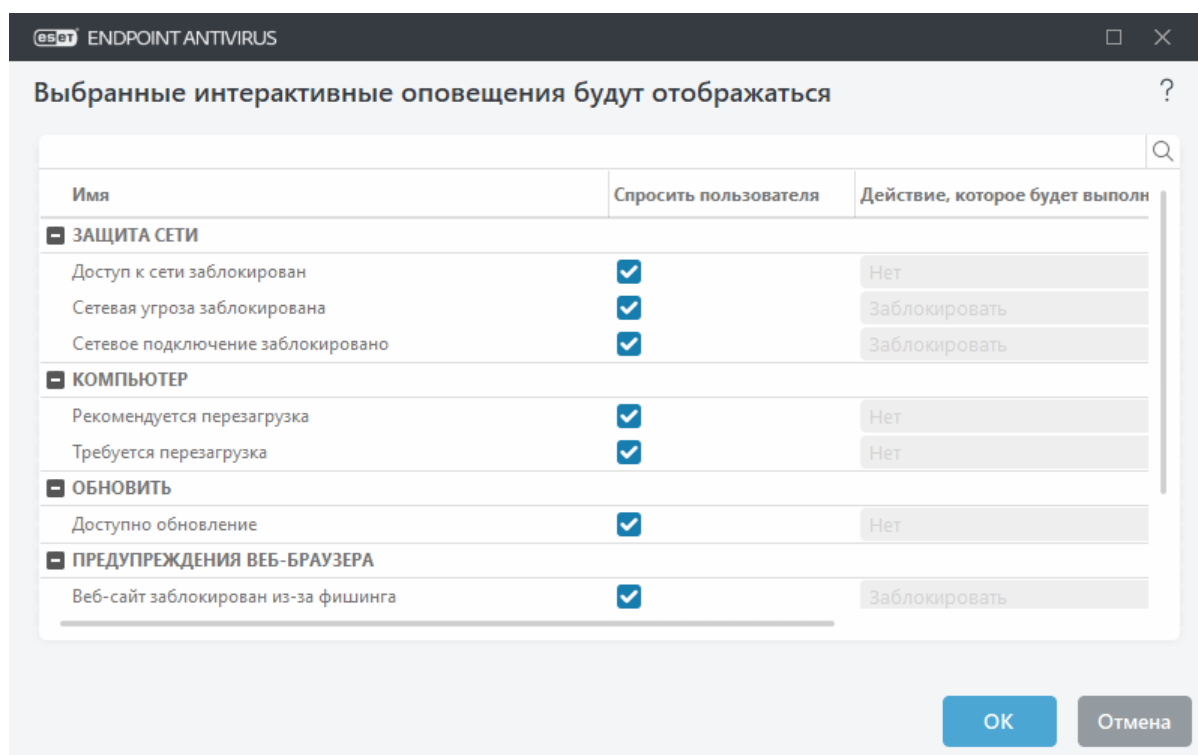 eset ENDPOINT ANTIVIRUS
Выбранные интерактивные оповещения будут отображаться ?
Имя Спросить пользователя Действие, которое будет выполн
ЗАЩИТА СЕТИ
Доступ к сети заблокирован Нет
Сетевая угроза заблокирована Заблокировать
Сетевое подключение заблокировано Заблокировать
КОМПЬЮТЕР
Рекомендуется перезагрузка Нет
Требуется перезагрузка Нет
ОБНОВИТЬ
Доступно обновление Нет
ПРЕДУПРЕЖДЕНИЯ ВЕБ-БРАУЗЕРА
Веб-сайт заблокирован из-за фишинга Заблокировать
OK Отмена